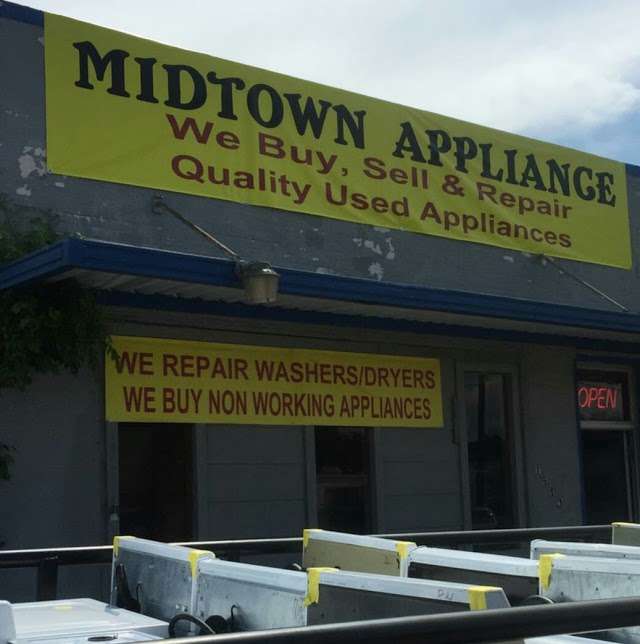 MIDTOWN APPLIANCE
We Buy, Sell & Repair
Quality Used Appliances
WE REPAIR WASHERS/DRYERS
WE BUY NON WORKING APPLIANCES
OPEN